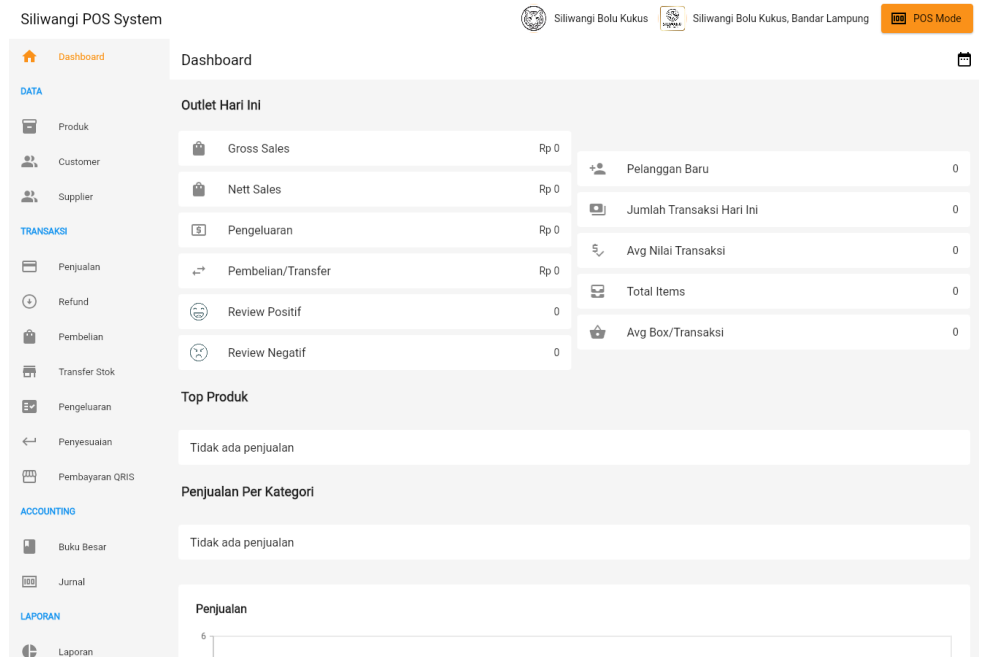 Siliwangi POS System
Siliwangi Bolu Kukus
Siliwangi Bolu Kukus, Bandar Lampung
POS Mode
Dashboard
DATA
Produk
Customer
Supplier
TRANSAKSI
Penjualan
Refund
Pembelian
Transfer Stok
Pengeluaran
Penyesuaian
Pembayaran QRIS
ACCOUNTING
Buku Besar
Jurnal
LAPORAN
Laporan
Dashboard
Outlet Hari Ini
Gross Sales Rp 0
Nett Sales Rp 0
Pengeluaran Rp 0
Pembelian/Transfer Rp 0
Review Positif 0
Review Negatif 0
Pelanggan Baru 0
Jumlah Transaksi Hari Ini 0
Avg Nilai Transaksi 0
Total Items 0
Avg Box/Transaksi 0
Top Produk
Tidak ada penjualan
Penjualan Per Kategori
Tidak ada penjualan
Penjualan
6